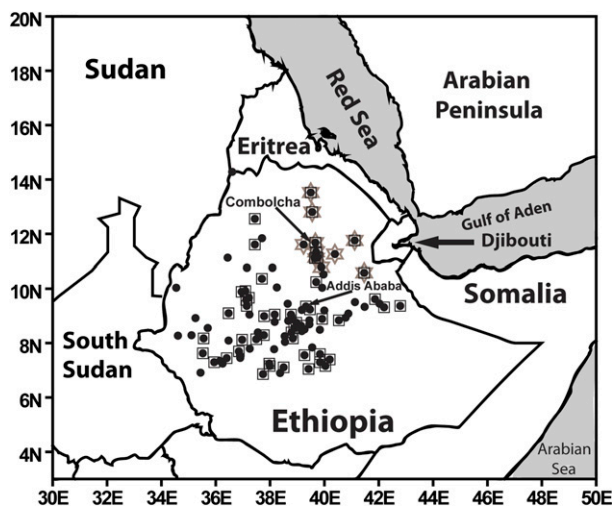 20N
18N
16N
14N
12N
10N
8N
6N
4N
Sudan
Red Sea
Arabian
Peninsula
Eritrea
Combolcha
Gulf of Aden
Djibouti
Addis Ababa
Somalia
South
Sudan
Ethiopia
Arabian
Sea
30E 32E 34E 36E 38E 40E 42E 44E 46E 48E 50E